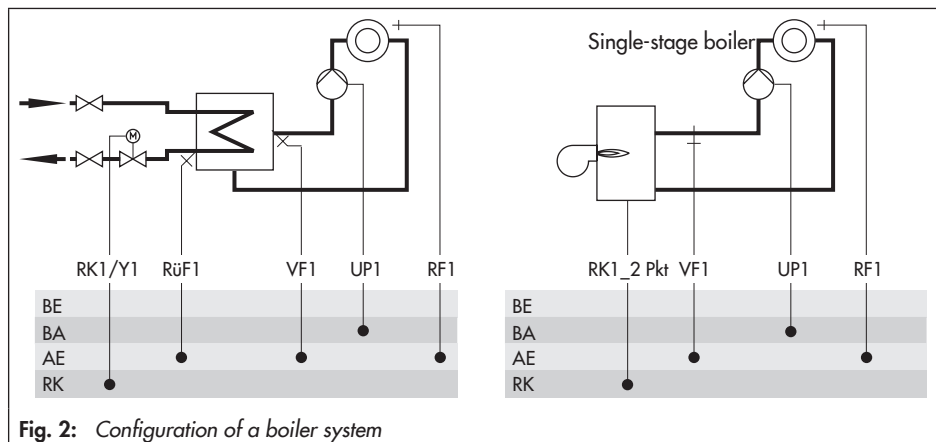 Single-stage boiler
M
RK1/Y1 RüF1 VF1 UP1 RF1
RK1_2 Pkt VF1 UP1 RF1
BE
BA
AE
RK
BE
BA
AE
RK
Fig. 2: Configuration of a boiler system